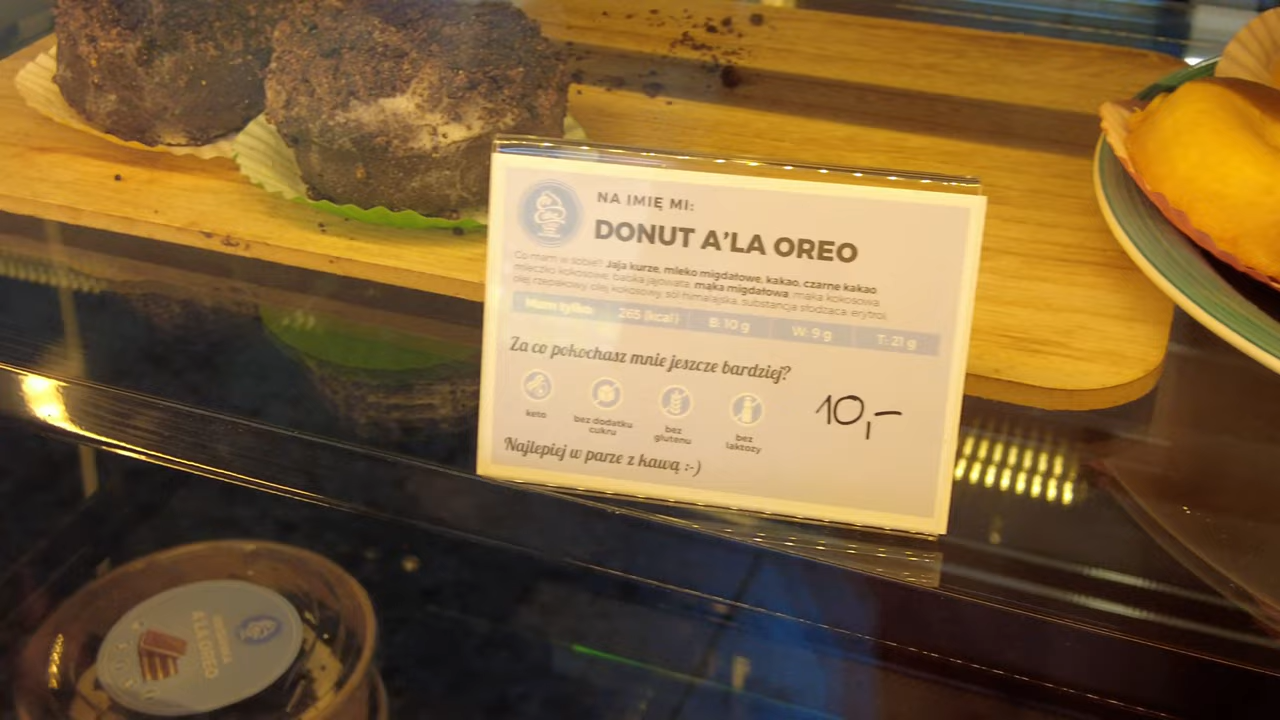 NA IMIĘ MI:
DONUT A'LA OREO
Co mam w sobie? Jaja kurze, mleko migdałowe, kakao, czarne kakao
mleczko kokosowe, babka jajowata, mąka migdałowa, mąka kokosowa
olej rzepakowy, olej kokosowy, sól himalajska, substancja słodząca: erytrol,
Mam tylko: 265 (kcal) B: 10 g W: 9 g T: 21 g
Za co pokochasz mnie jeszcze bardziej?
10,-
keto bez dodatku cukru bez glutenu bez laktozy
Najlepiej w parze z kawą :-)
A'LA OREO